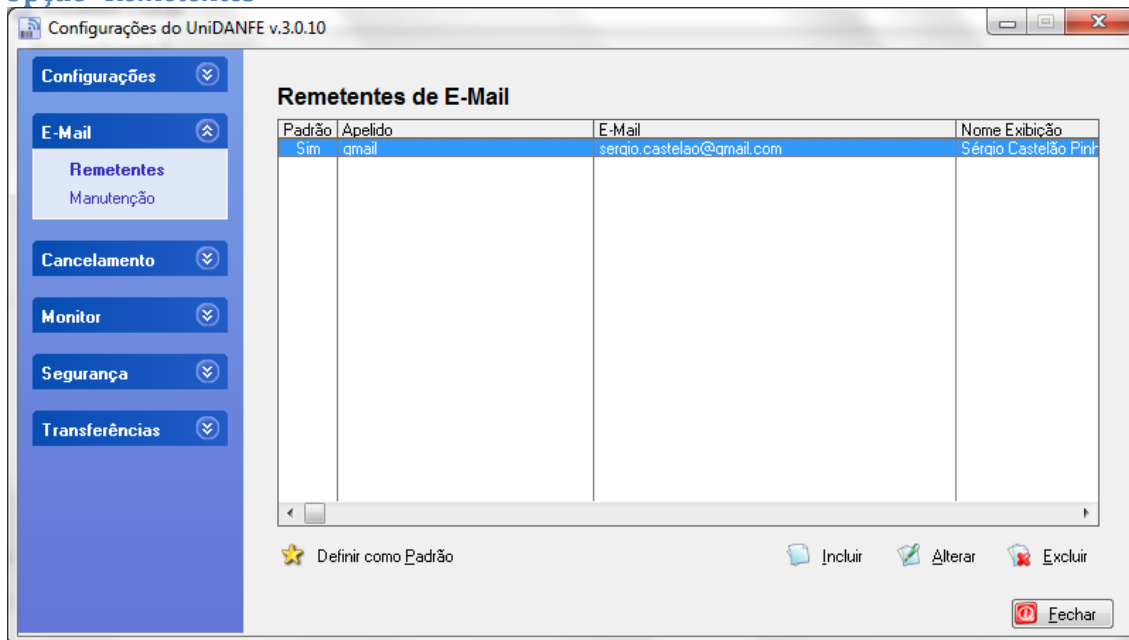 Opção Remetentes
Configurações do UniDANFE v.3.0.10
Configurações
E-Mail
Remetentes
Manutenção
Cancelamento
Monitor
Segurança
Transferências
Remetentes de E-Mail
Padrão Apelido E-Mail Nome Exibição
Sim gmail sergio.castelao@gmail.com Sérgio Castelão Pinh
Definir como Padrão Incluir Alterar Excluir
Fechar